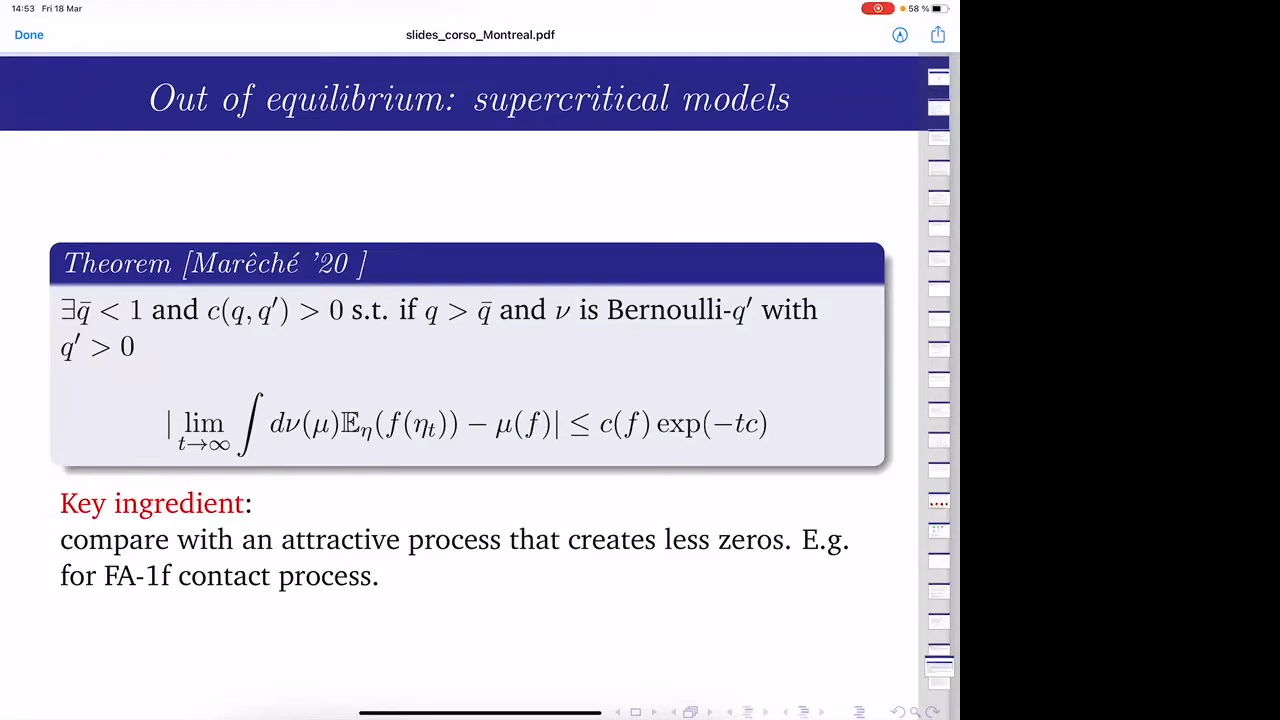 14:53 Fri 18 Mar
58 %
Done
slides_corso_Montreal.pdf
Out of equilibrium: supercritical models
Theorem [Marêché '20 ]
∃q̄ < 1 and c(q, q′) > 0 s.t. if q > q̄ and ν is Bernoulli-q′ with
q′ > 0
| lim t→∞ ∫ dν(μ)𝔼_η(f(η_t)) − μ(f)| ≤ c(f) exp(−tc)
Key ingredient:
compare with an attractive process that creates less zeros. E.g.
for FA-1f contact process.